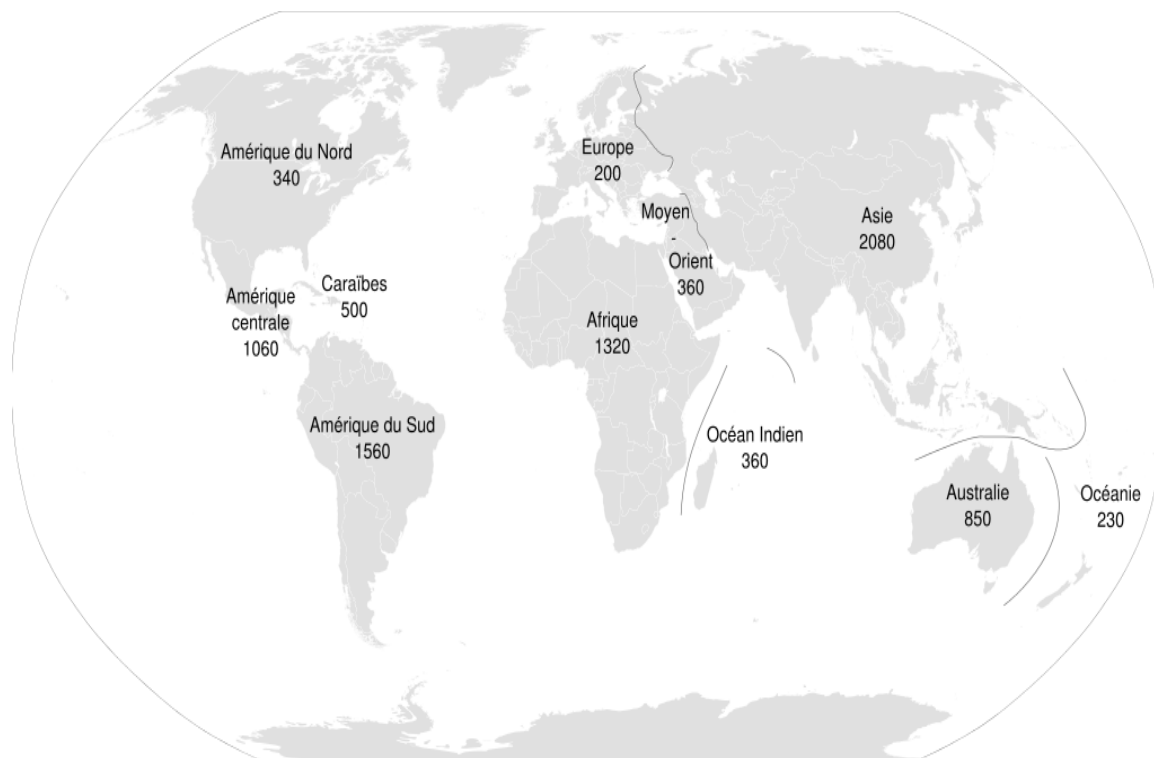 Amérique du Nord
340
Europe
200
Moyen
-
Orient
360
Asie
2080
Caraïbes
500
Amérique
centrale
1060
Afrique
1320
Amérique du Sud
1560
Océan Indien
360
Australie
850
Océanie
230